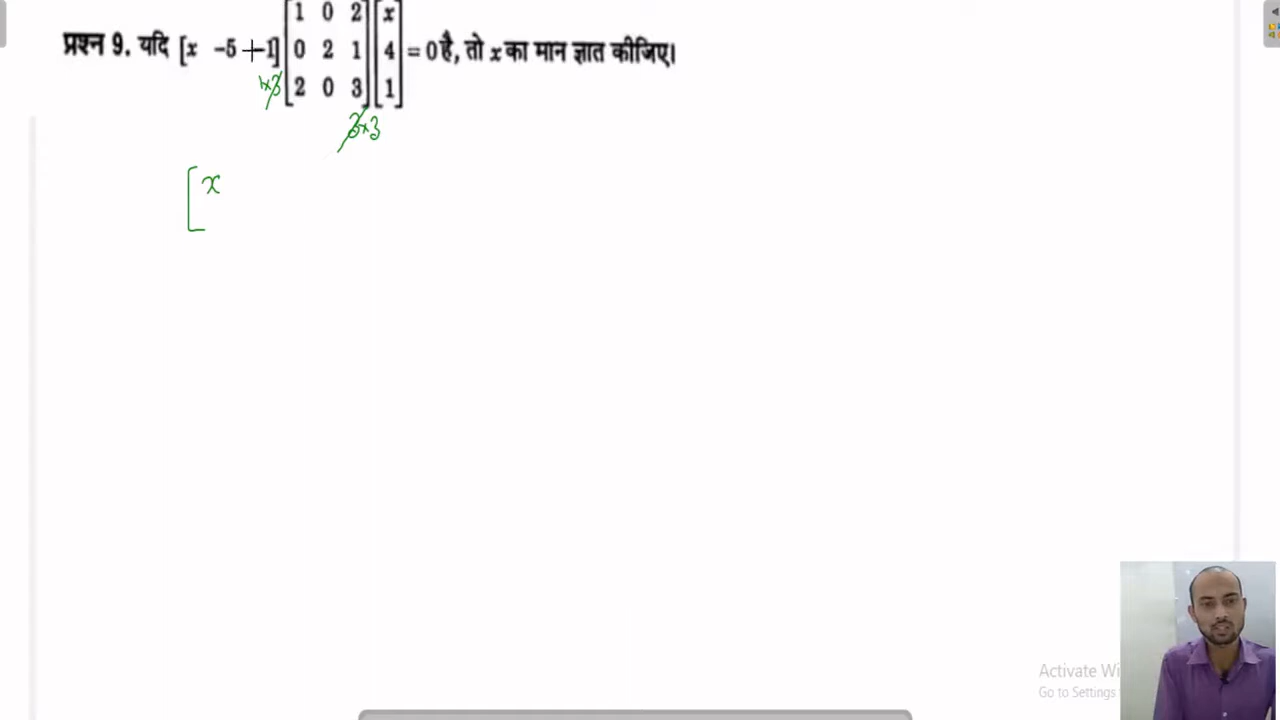 प्रश्न 9. यदि [x -5 -1] [1 0 2 [x
0 2 1 4
2 0 3] 1] = 0 है, तो x का मान ज्ञात कीजिए।
1×3
3×3
[x
Activate Wi
Go to Settings